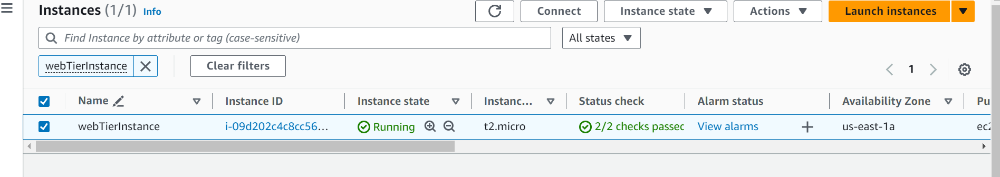 Instances (1/1) Info
Connect
Instance state
Actions
Launch instances
Find Instance by attribute or tag (case-sensitive)
All states
webTierInstance
Clear filters
1
Name Instance ID Instance state Instanc... Status check Alarm status Availability Zone Pu
webTierInstance i-09d202c4c8cc56... Running t2.micro 2/2 checks passec View alarms us-east-1a ec2